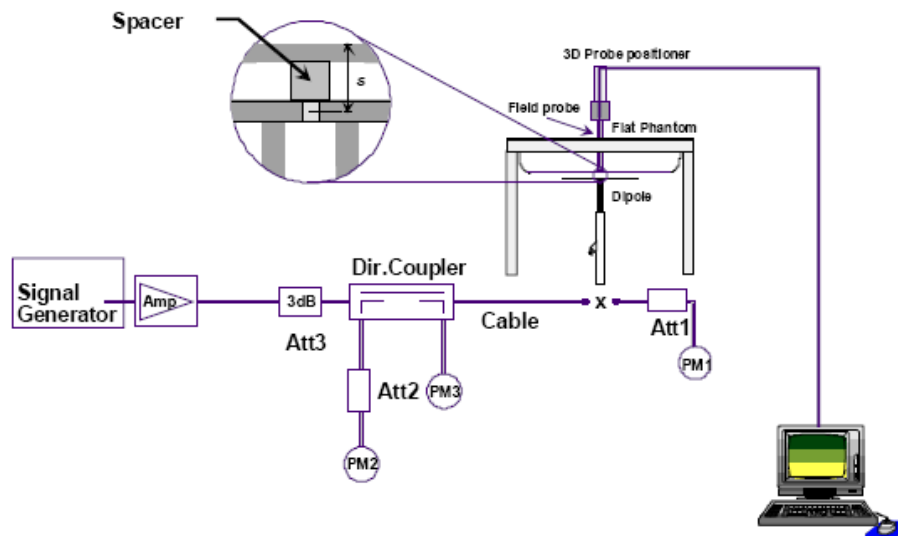 Spacer
s
3D Probe positioner
Field probe
Flat Phantom
Dipole
Signal
Generator
Amp
3dB
Att3
Dir.Coupler
Cable
X
Att1
PM1
Att2
PM3
PM2